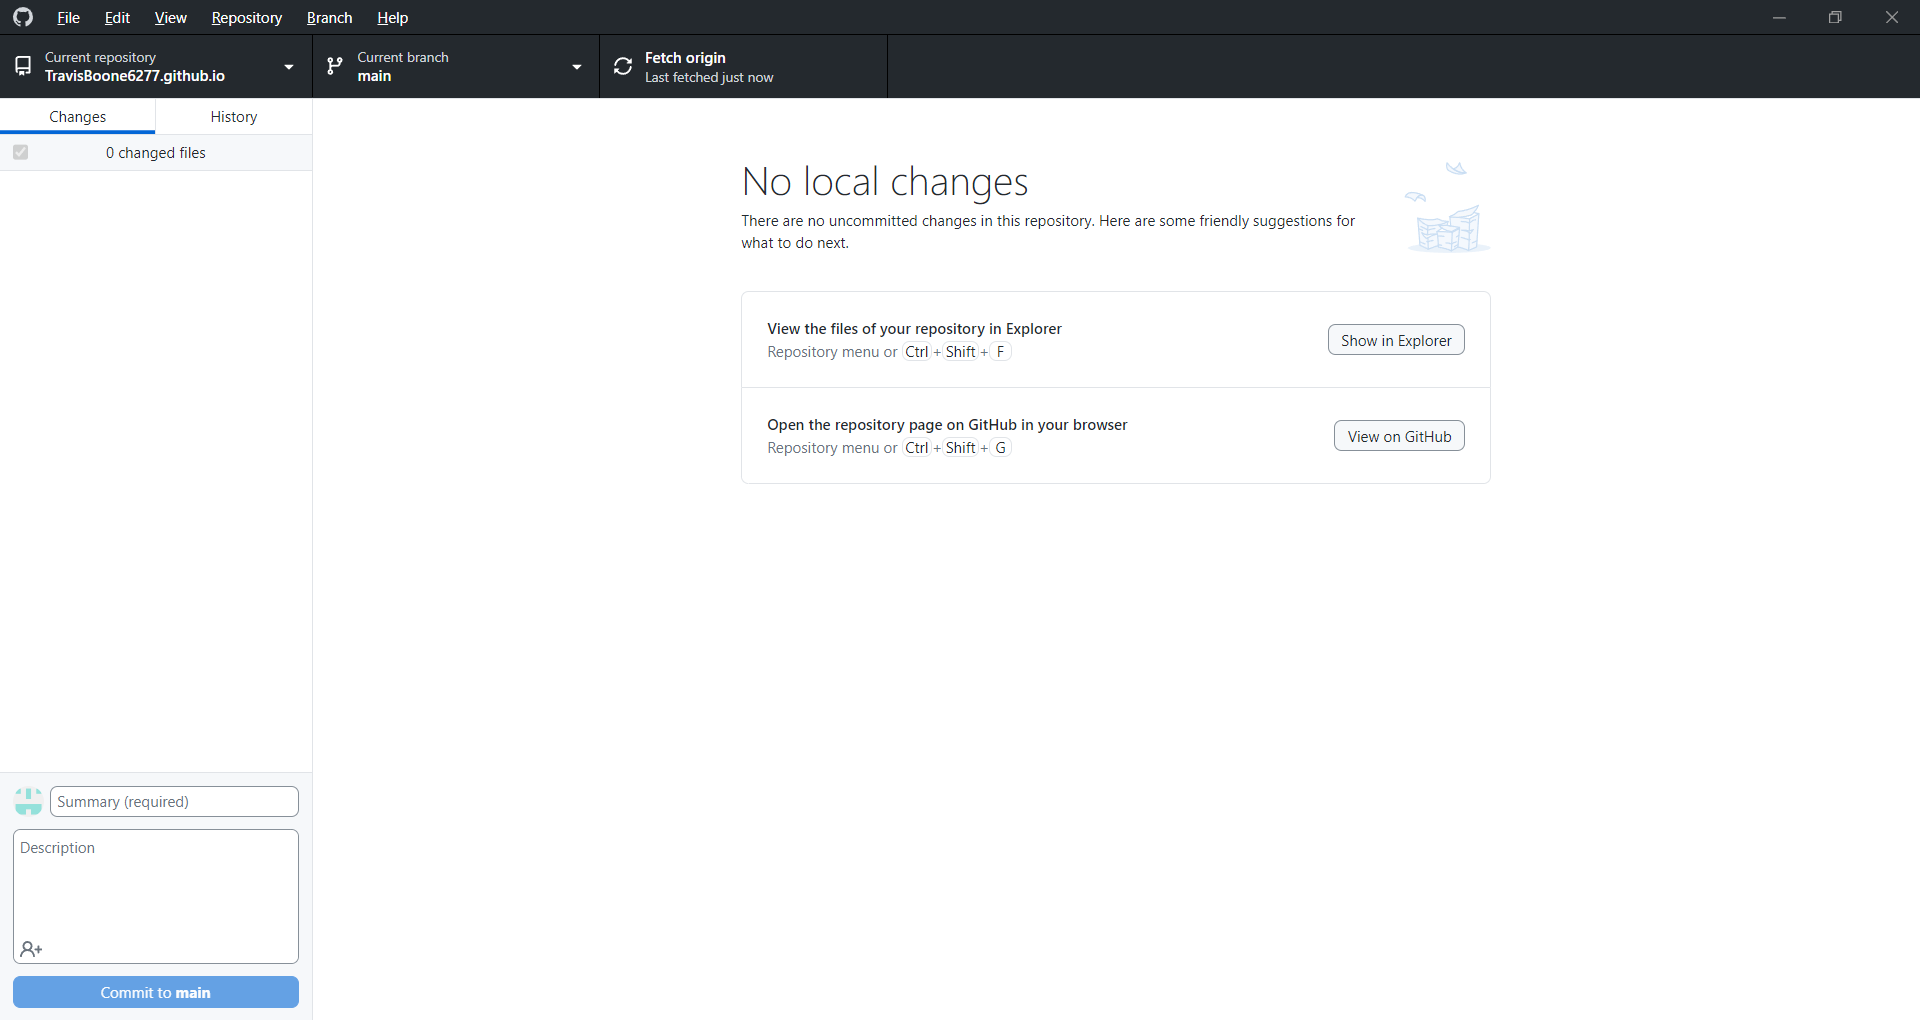 File Edit View Repository Branch Help
Current repository
TravisBoone6277.github.io
Current branch
main
Fetch origin
Last fetched just now
Changes History
0 changed files
No local changes
There are no uncommitted changes in this repository. Here are some friendly suggestions for
what to do next.
View the files of your repository in Explorer
Repository menu or Ctrl + Shift + F
Show in Explorer
Open the repository page on GitHub in your browser
Repository menu or Ctrl + Shift + G
View on GitHub
Summary (required)
Description
Commit to main